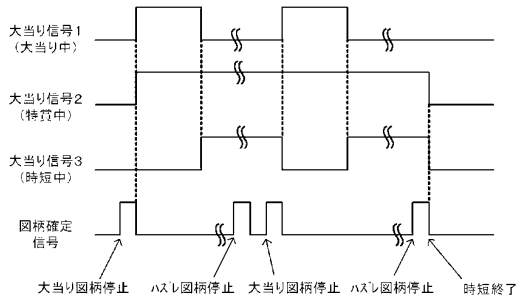 大当り信号1
(大当り中)
大当り信号2
(特賞中)
大当り信号3
(時短中)
図柄確定
信号
大当り図柄停止
ハズレ図柄停止
大当り図柄停止
ハズレ図柄停止
時短終了